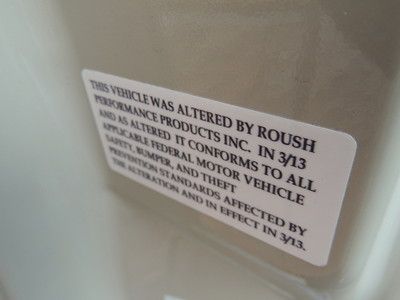 THIS VEHICLE WAS ALTERED BY ROUSH
PERFORMANCE PRODUCTS INC. IN 3/13
AND AS ALTERED IT CONFORMS TO ALL
APPLICABLE FEDERAL MOTOR VEHICLE
SAFETY, BUMPER, AND THEFT
PREVENTION STANDARDS AFFECTED BY
THE ALTERATION AND IN EFFECT IN 3/13.